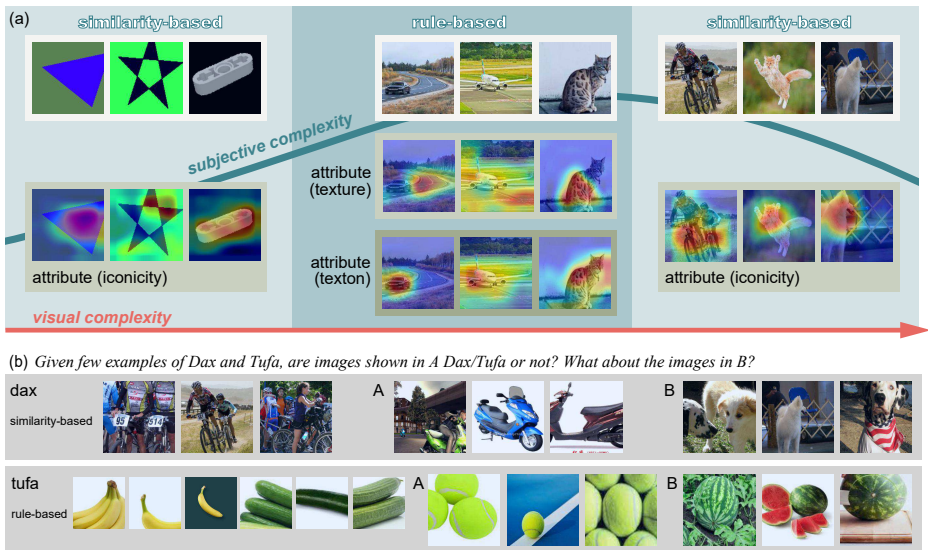 (a)
similarity-based
rule-based
similarity-based
subjective complexity
attribute
(texture)
attribute
(texton)
attribute (iconicity)
attribute (iconicity)
visual complexity
(b) Given few examples of Dax and Tufa, are images shown in A Dax/Tufa or not? What about the images in B?
dax
similarity-based
95
514
A
B
tufa
rule-based
A
B